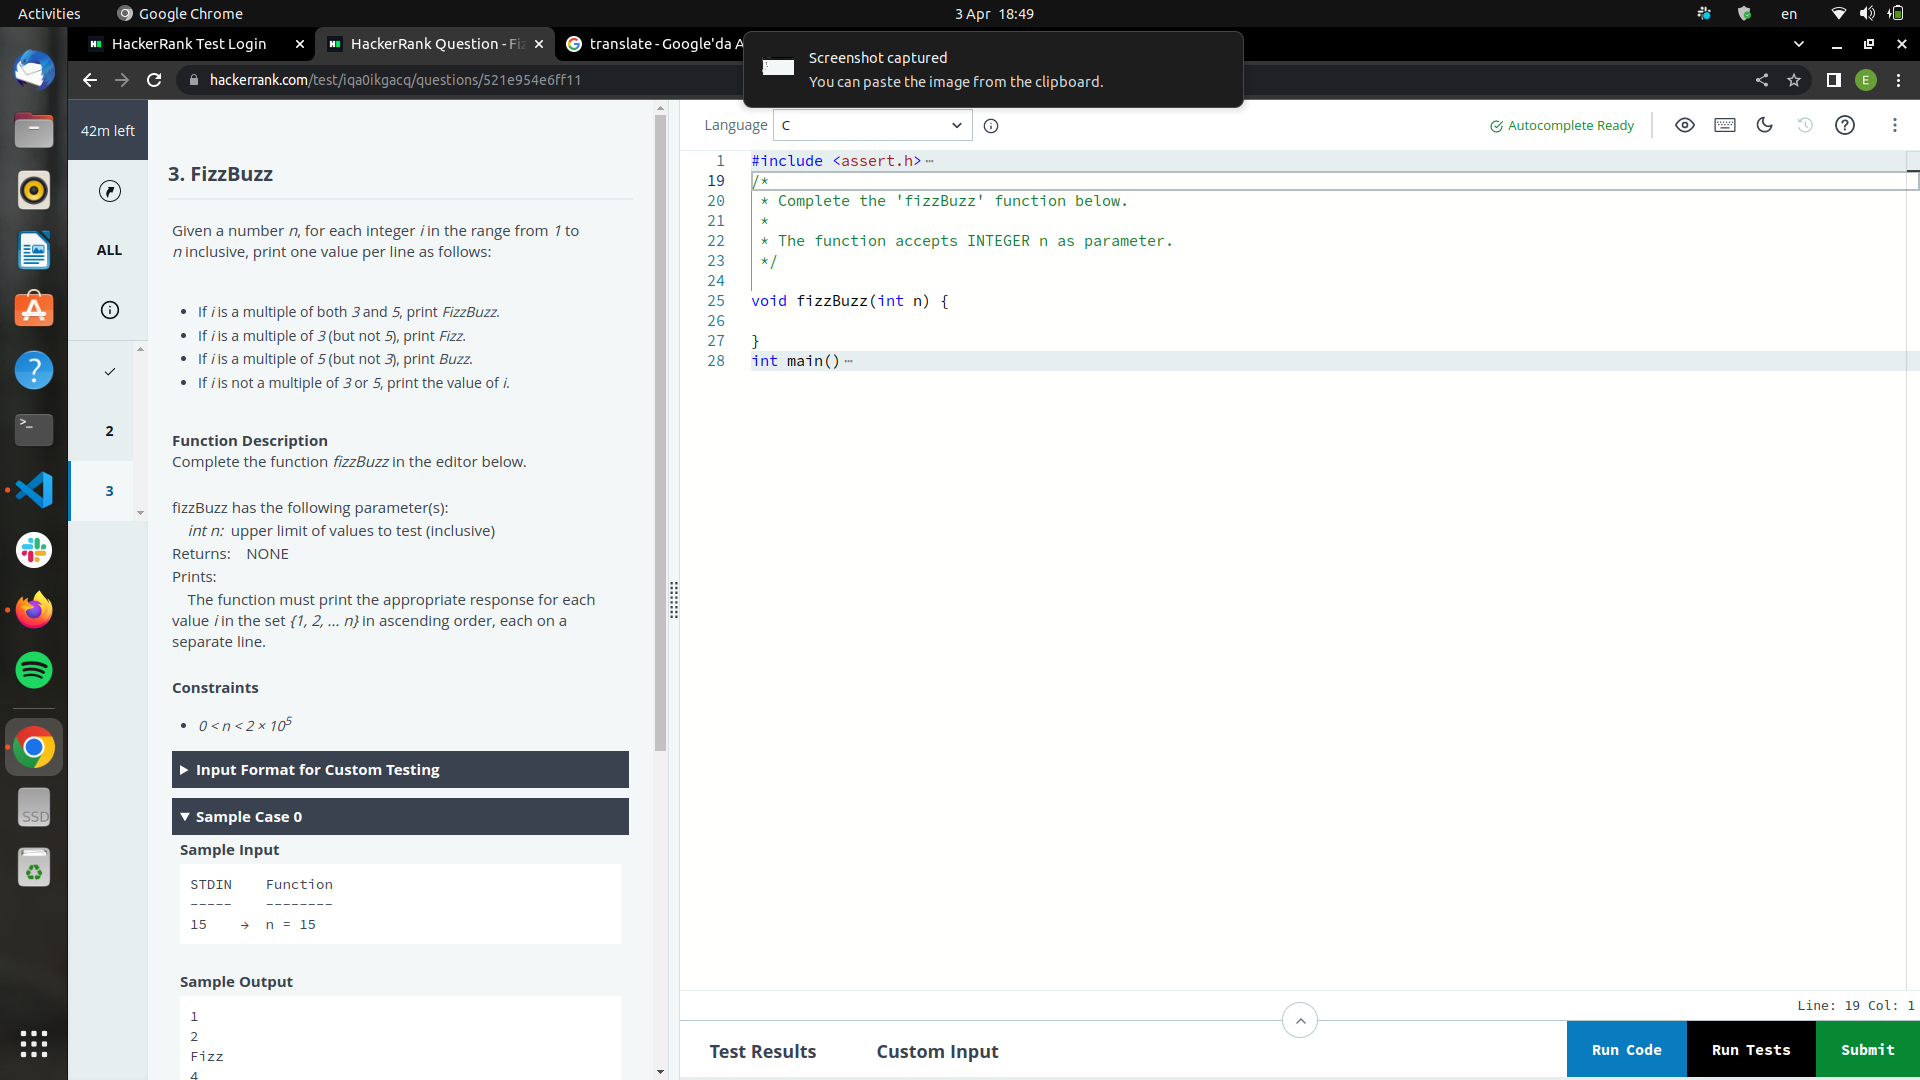 Activities
Google Chrome
3 Apr 18:49
en
HackerRank Test Login
HackerRank Question - Fiz
translate - Google'da A
Screenshot captured
You can paste the image from the clipboard.
hackerrank.com/test/iqa0ikgacq/questions/521e954e6ff11
E
42m left
ALL
2
3
SSD
3. FizzBuzz
Given a number n, for each integer i in the range from 1 to
n inclusive, print one value per line as follows:
• If i is a multiple of both 3 and 5, print FizzBuzz.
• If i is a multiple of 3 (but not 5), print Fizz.
• If i is a multiple of 5 (but not 3), print Buzz.
• If i is not a multiple of 3 or 5, print the value of i.
Function Description
Complete the function fizzBuzz in the editor below.
fizzBuzz has the following parameter(s):
int n: upper limit of values to test (inclusive)
Returns: NONE
Prints:
The function must print the appropriate response for each
value i in the set {1, 2, ... n} in ascending order, each on a
separate line.
Constraints
• 0 < n < 2 × 10⁵
Input Format for Custom Testing
Sample Case 0
Sample Input
STDIN Function
----- --------
15 → n = 15
Sample Output
1
2
Fizz
4
Language C
Autocomplete Ready
1 #include <assert.h>⋯
19 /*
20 * Complete the 'fizzBuzz' function below.
21 *
22 * The function accepts INTEGER n as parameter.
23 */
24
25 void fizzBuzz(int n) {
26
27 }
28 int main()⋯
Line: 19 Col: 1
Test Results
Custom Input
Run Code
Run Tests
Submit